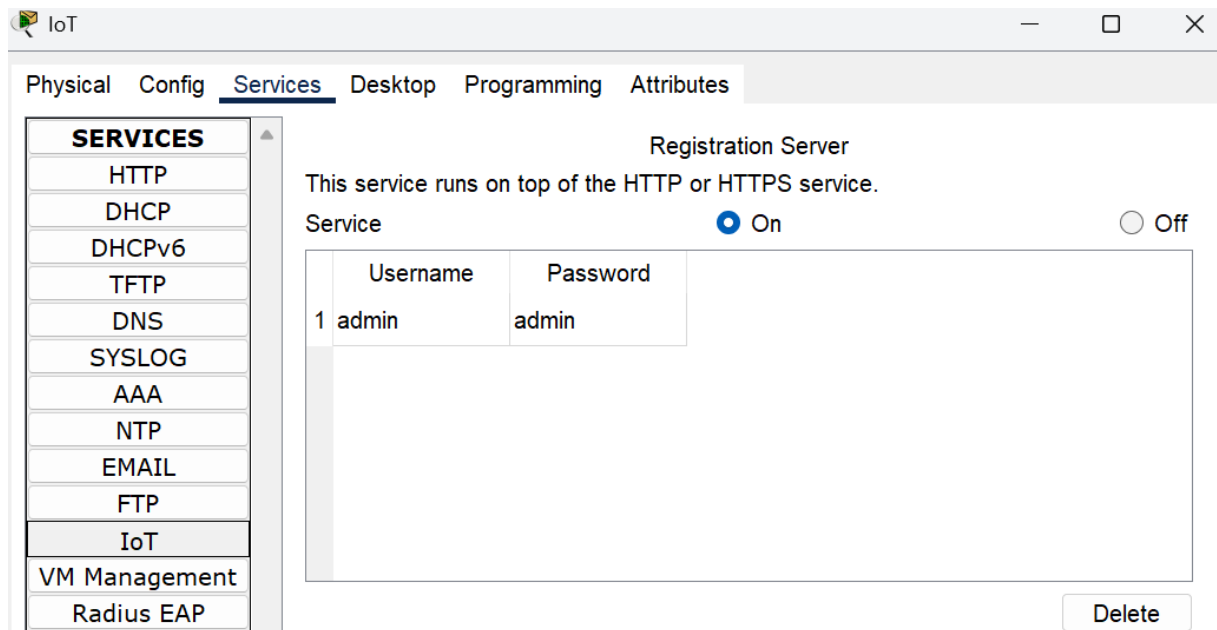 IoT
Physical Config Services Desktop Programming Attributes
SERVICES
HTTP
DHCP
DHCPv6
TFTP
DNS
SYSLOG
AAA
NTP
EMAIL
FTP
IoT
VM Management
Radius EAP
Registration Server
This service runs on top of the HTTP or HTTPS service.
Service On Off
Username Password
1 admin admin
Delete